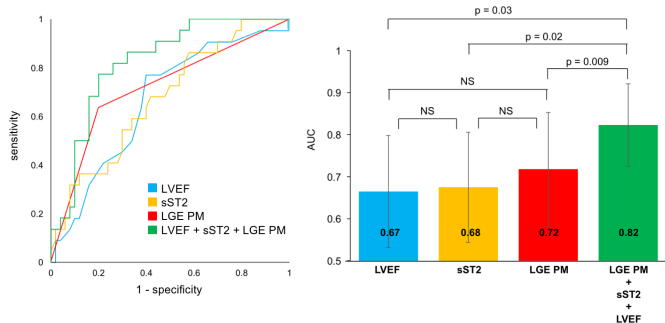 sensitivity
1
0.8
0.6
0.4
0.2
0
0
0.2
0.4
0.6
0.8
1
1 - specificity
LVEF
sST2
LGE PM
LVEF + sST2 + LGE PM
p = 0.03
p = 0.02
p = 0.009
NS
NS
NS
AUC
1
0.9
0.8
0.7
0.6
0.5
0.67
0.68
0.72
0.82
LVEF
sST2
LGE PM
LGE PM
+
sST2
+
LVEF